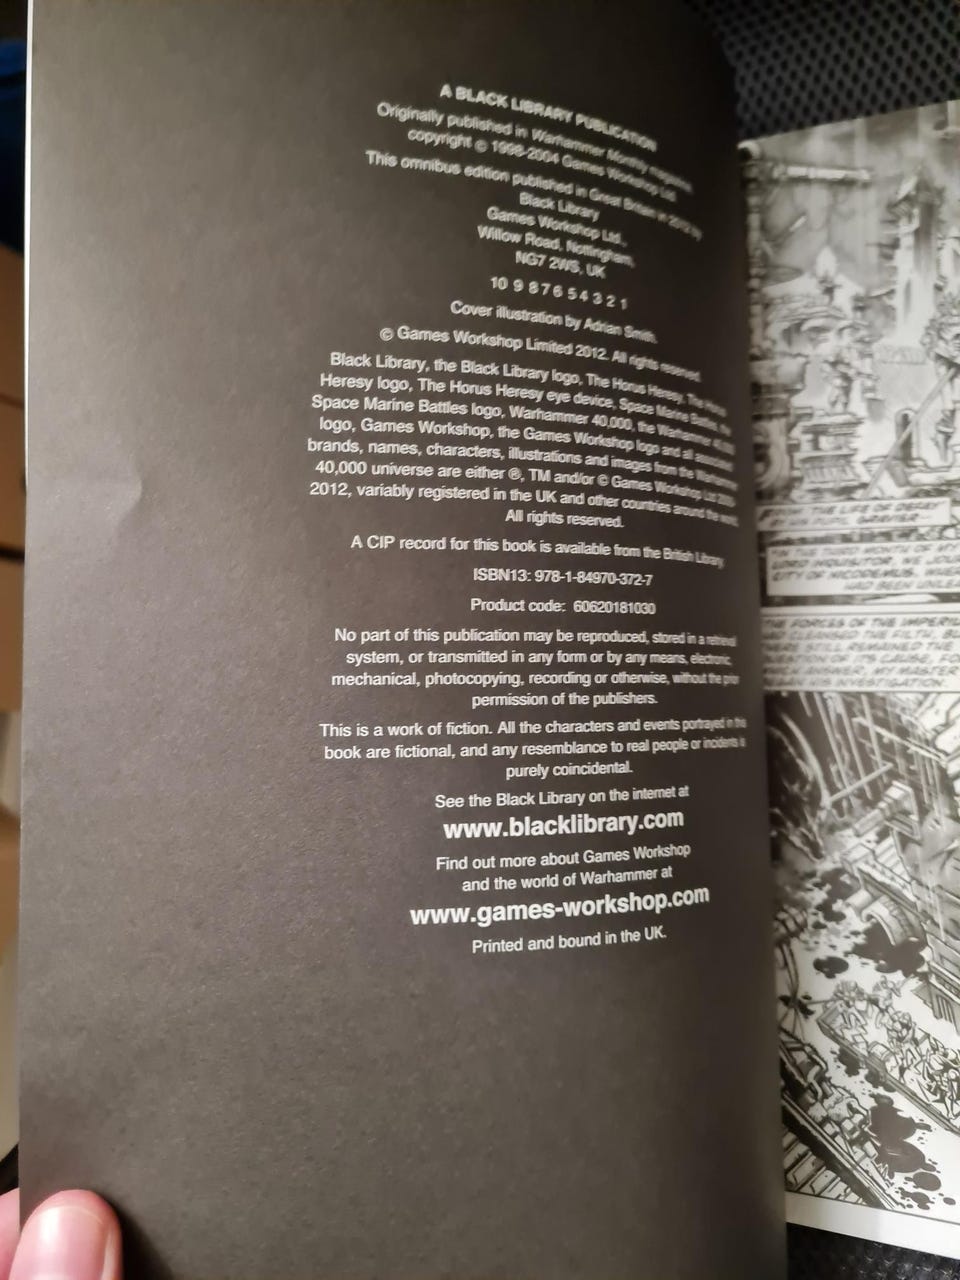 A BLACK LIBRARY PUBLICATION
Originally published in Warhammer Monthly magazine
copyright © 1998-2004 Games Workshop Ltd.
This omnibus edition published in Great Britain in 2012 by
Black Library
Games Workshop Ltd.,
Willow Road, Nottingham,
NG7 2WS, UK
10 9 8 7 6 5 4 3 2 1
Cover illustration by Adrian Smith.
© Games Workshop Limited 2012. All rights reserved.
Black Library, the Black Library logo, The Horus Heresy, The Horus
Heresy logo, The Horus Heresy eye device, Space Marine Battles, the
Space Marine Battles logo, Warhammer 40,000, the Warhammer 40,000
logo, Games Workshop, the Games Workshop logo and all associated
brands, names, characters, illustrations and images from the Warhammer
40,000 universe are either ®, TM and/or © Games Workshop Ltd
2012, variably registered in the UK and other countries around the world.
All rights reserved.
A CIP record for this book is available from the British Library.
ISBN13: 978-1-84970-372-7
Product code: 60620181030
No part of this publication may be reproduced, stored in a retrieval
system, or transmitted in any form or by any means, electronic,
mechanical, photocopying, recording or otherwise, without the prior
permission of the publishers.
This is a work of fiction. All the characters and events portrayed in this
book are fictional, and any resemblance to real people or incidents is
purely coincidental.
See the Black Library on the internet at
www.blacklibrary.com
Find out more about Games Workshop
and the world of Warhammer at
www.games-workshop.com
Printed and bound in the UK.
THE FORCES OF THE